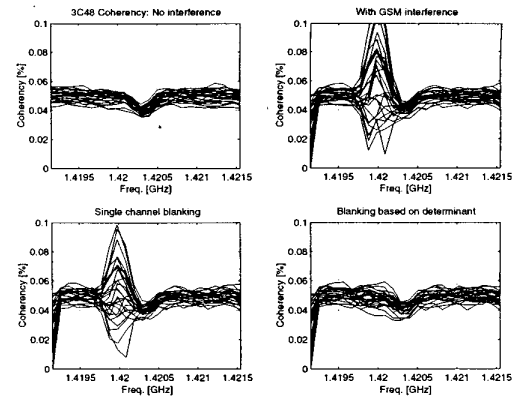 3C48 Coherency: No interference
0.1
0.08
0.06
0.04
0.02
0
Coherency [%]
1.4195 1.42 1.4205 1.421 1.4215
Freq. [GHz]
With GSM interference
0.1
0.08
0.06
0.04
0.02
0
Coherency [%]
1.4195 1.42 1.4205 1.421 1.4215
Freq. [GHz]
Single channel blanking
0.1
0.08
0.06
0.04
0.02
0
Coherency [%]
1.4195 1.42 1.4205 1.421 1.4215
Freq. [GHz]
Blanking based on determinant
0.1
0.08
0.06
0.04
0.02
0
Coherency [%]
1.4195 1.42 1.4205 1.421 1.4215
Freq. [GHz]